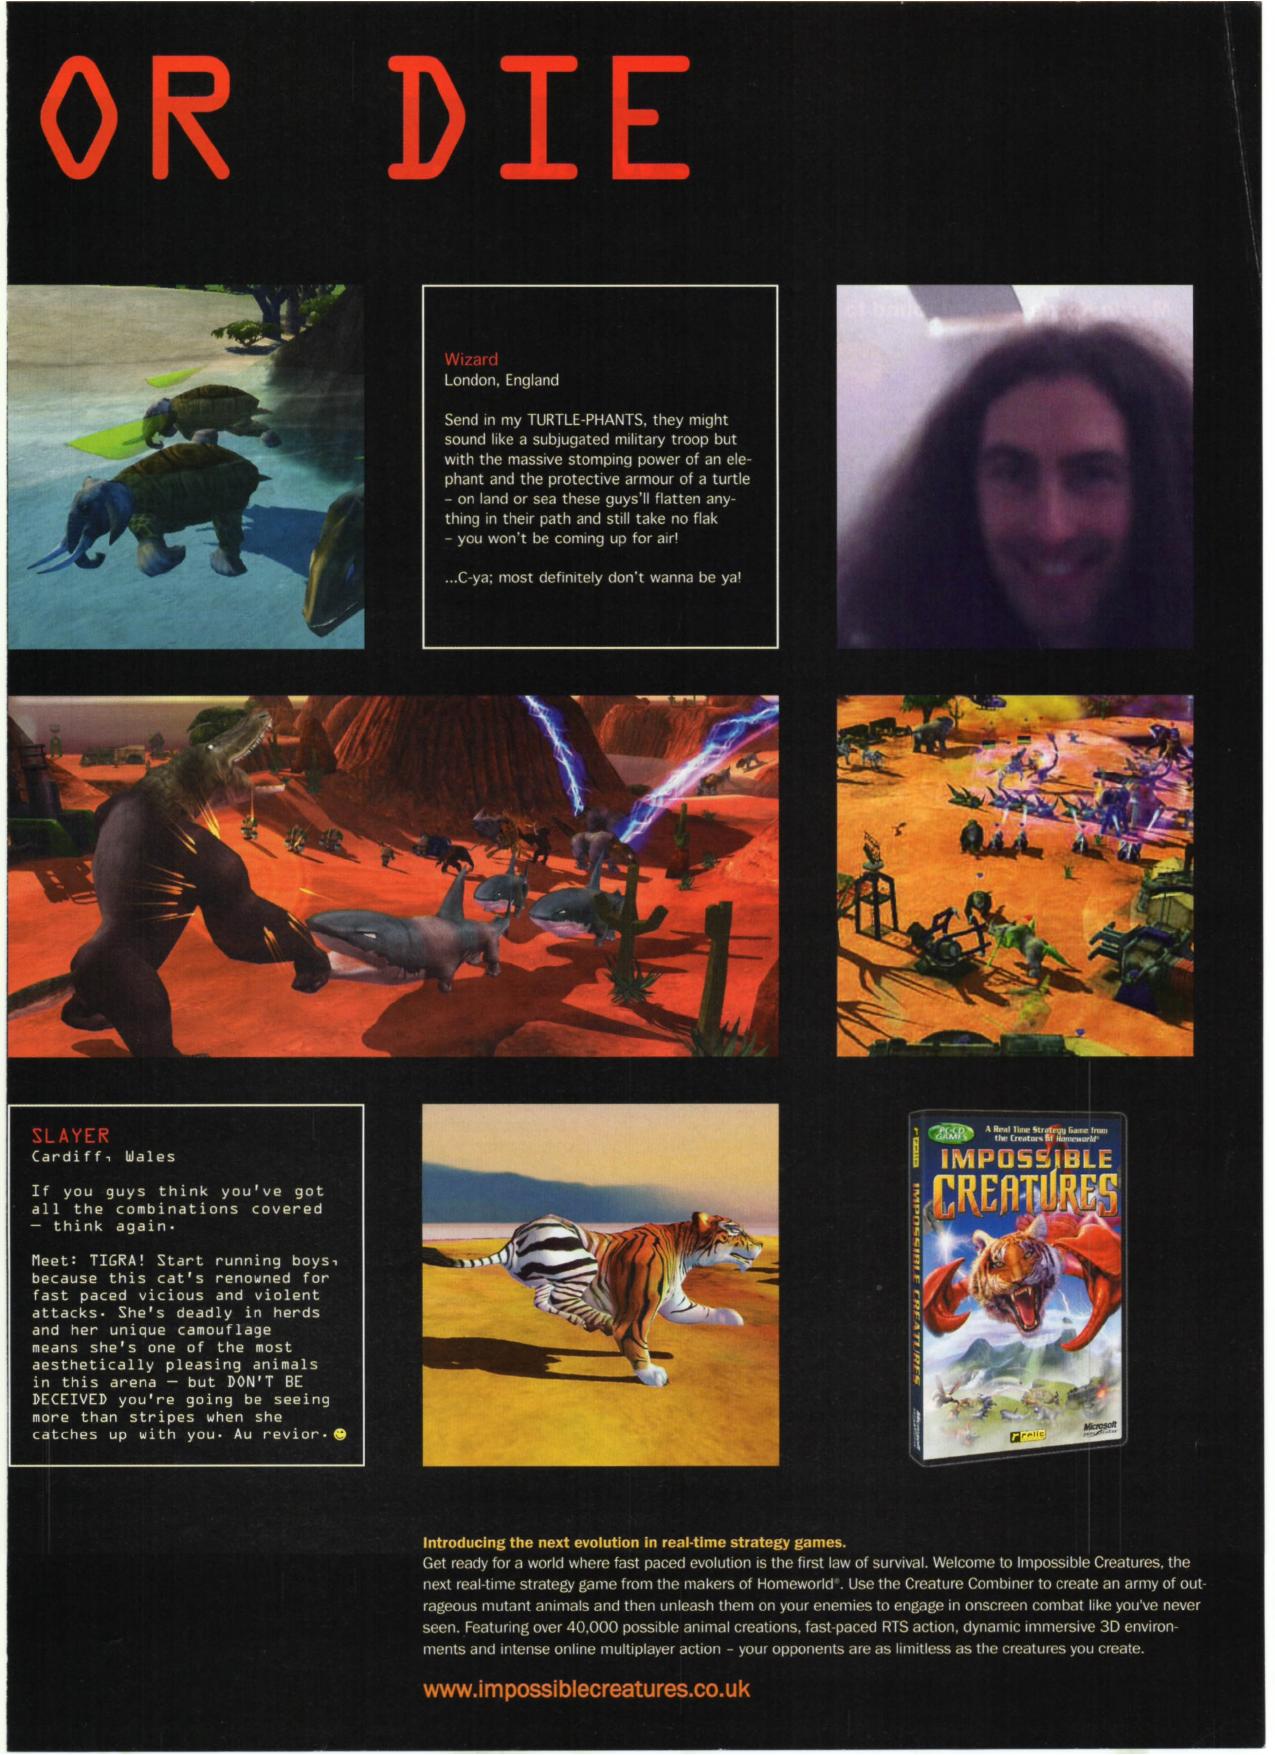 OR DIE
Wizard
London, England
Send in my TURTLE-PHANTS, they might
sound like a subjugated military troop but
with the massive stomping power of an ele-
phant and the protective armour of a turtle
– on land or sea these guys'll flatten any-
thing in their path and still take no flak
– you won't be coming up for air!
...C-ya; most definitely don't wanna be ya!
SLAYER
Cardiff, Wales
If you guys think you've got
all the combinations covered
— think again.
Meet: TIGRA! Start running boys,
because this cat's renowned for
fast paced vicious and violent
attacks. She's deadly in herds
and her unique camouflage
means she's one of the most
aesthetically pleasing animals
in this arena — but DON'T BE
DECEIVED you're going be seeing
more than stripes when she
catches up with you. Au revior.
PC-CD
GAMES
A Real Time Strategy Game from
the Creators of Homeworld®
IMPOSSIBLE
CREATURES
IMPOSSIBLE CREATURES
relic
Microsoft
Introducing the next evolution in real-time strategy games.
Get ready for a world where fast paced evolution is the first law of survival. Welcome to Impossible Creatures, the
next real-time strategy game from the makers of Homeworld®. Use the Creature Combiner to create an army of out-
rageous mutant animals and then unleash them on your enemies to engage in onscreen combat like you've never
seen. Featuring over 40,000 possible animal creations, fast-paced RTS action, dynamic immersive 3D environ-
ments and intense online multiplayer action – your opponents are as limitless as the creatures you create.
www.impossiblecreatures.co.uk